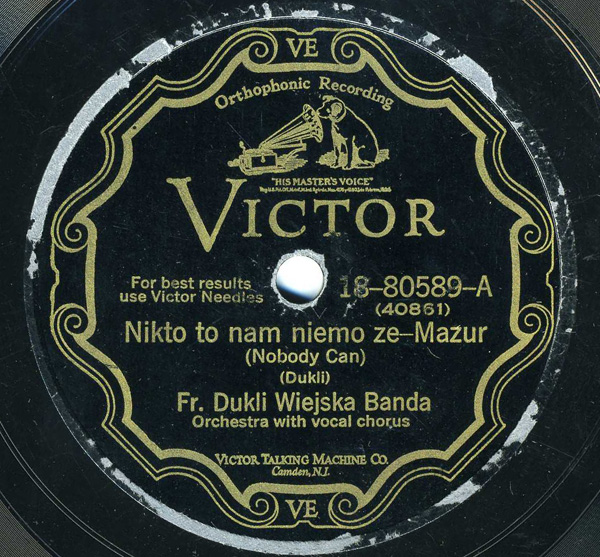 VE
Orthophonic Recording
"HIS MASTER'S VOICE"
VICTOR
For best results
use Victor Needles
18-80589-A
(40861)
Nikto to nam niemo ze-Mazur
(Nobody Can)
(Dukli)
Fr. Dukli Wiejska Banda
Orchestra with vocal chorus
VICTOR TALKING MACHINE CO.
Camden, N.J.
VE